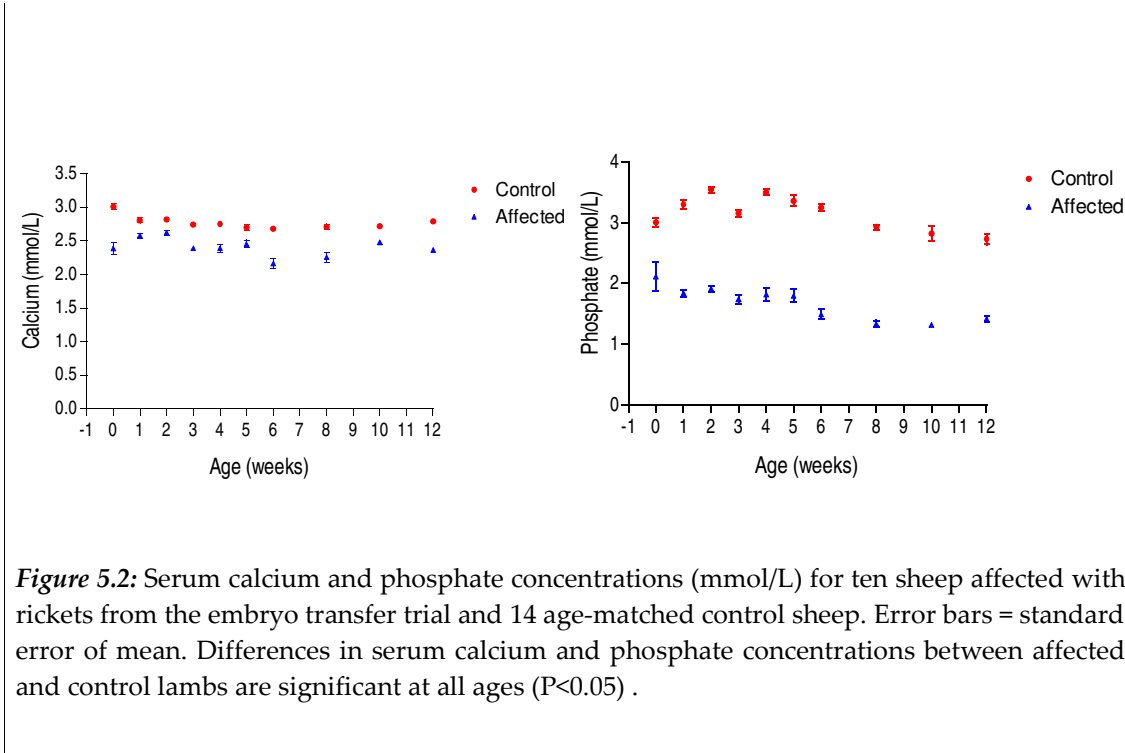 3.5
3.0
2.5
2.0
1.5
1.0
0.5
0.0
Calcium (mmol/L)
-1 0 1 2 3 4 5 6 7 8 9 10 11 12
Age (weeks)
Control
Affected
4
3
2
1
0
Phosphate (mmol/L)
-1 0 1 2 3 4 5 6 7 8 9 10 11 12
Age (weeks)
Control
Affected
Figure 5.2: Serum calcium and phosphate concentrations (mmol/L) for ten sheep affected with
rickets from the embryo transfer trial and 14 age-matched control sheep. Error bars = standard
error of mean. Differences in serum calcium and phosphate concentrations between affected
and control lambs are significant at all ages (P<0.05) .